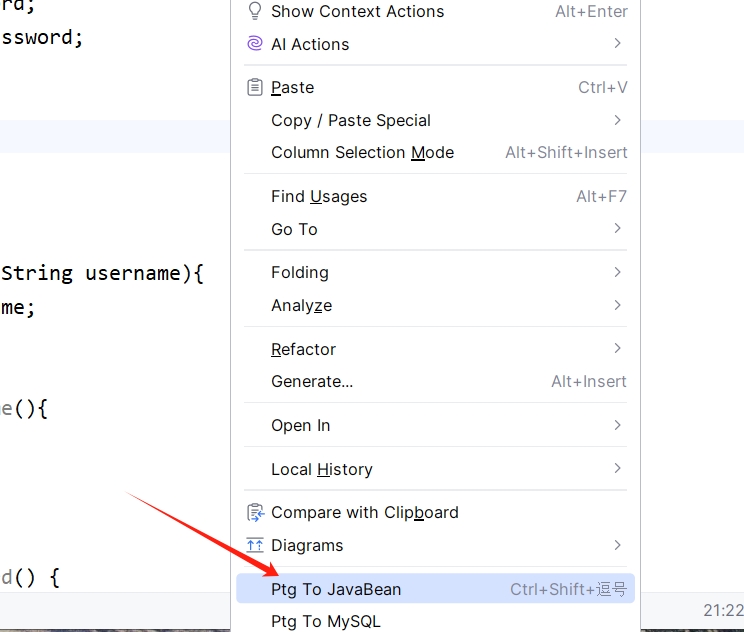 rd;
Show Context Actions Alt+Enter
ssword;
AI Actions
Paste Ctrl+V
Copy / Paste Special
Column Selection Mode Alt+Shift+Insert
Find Usages Alt+F7
Go To
String username){
Folding
me;
Analyze
Refactor
Generate... Alt+Insert
e(){
Open In
Local History
Compare with Clipboard
Diagrams
d() {
Ptg To JavaBean Ctrl+Shift+逗号
21:22
Ptg To MySQL